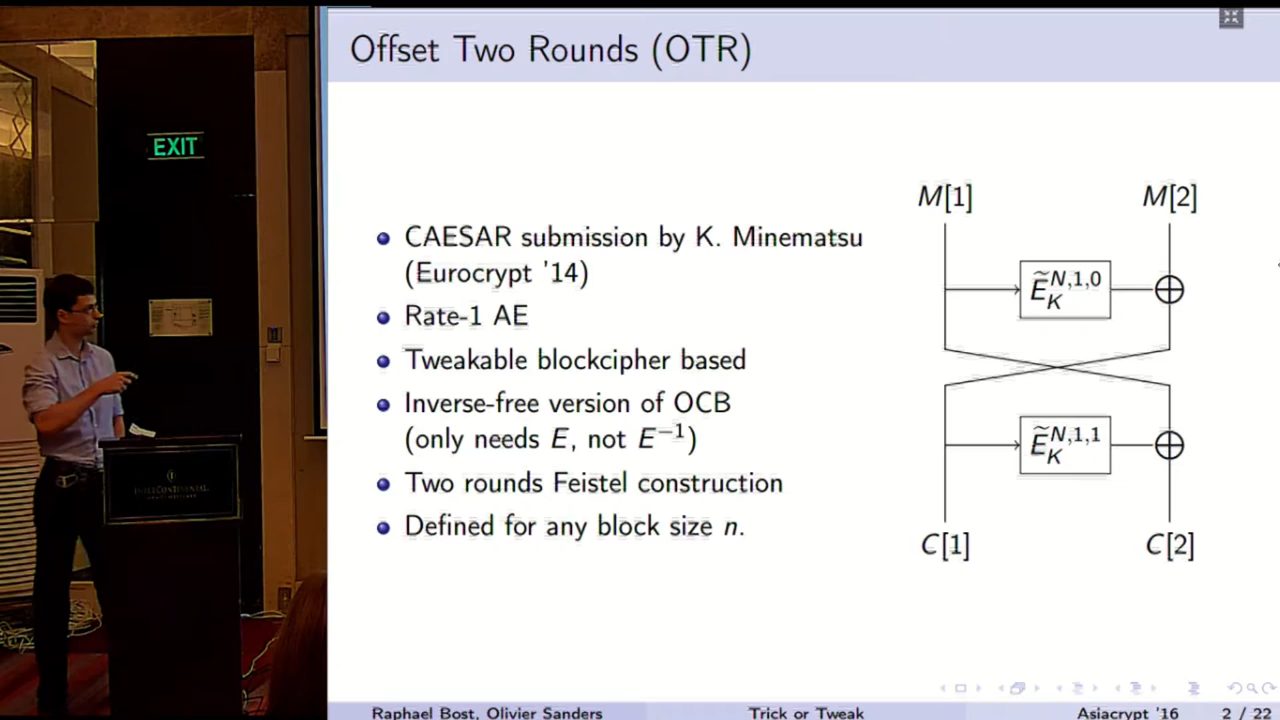 Offset Two Rounds (OTR)
EXIT
M[1]
M[2]
CAESAR submission by K. Minematsu
(Eurocrypt '14)
Ẽ_K^{N,1,0}
Rate-1 AE
Tweakable blockcipher based
Inverse-free version of OCB
(only needs E, not E^{-1})
Ẽ_K^{N,1,1}
Two rounds Feistel construction
INTERCONTINENTAL
Defined for any block size n.
C[1]
C[2]
Raphael Bost, Olivier Sanders
Trick or Tweak
Asiacrypt '16
2 / 22